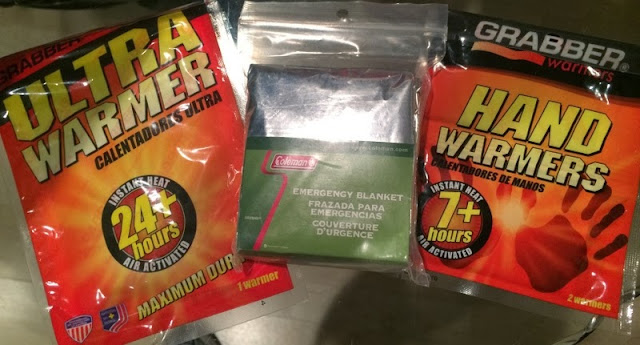 GRABBER
ULTRA
WARMER
CALENTADORES ULTRA
INSTANT HEAT
24+
hours
AIR ACTIVATED
MAXIMUM DUR
1 warmer
Coleman
EMERGENCY BLANKET
FRAZADA PARA
EMERGENCIAS
COUVERTURE
D'URGENCE
GRABBER
warmers
HAND
WARMERS
CALENTADORES DE MANOS
INSTANT HEAT
7+
hours
AIR ACTIVATED
2 warmers